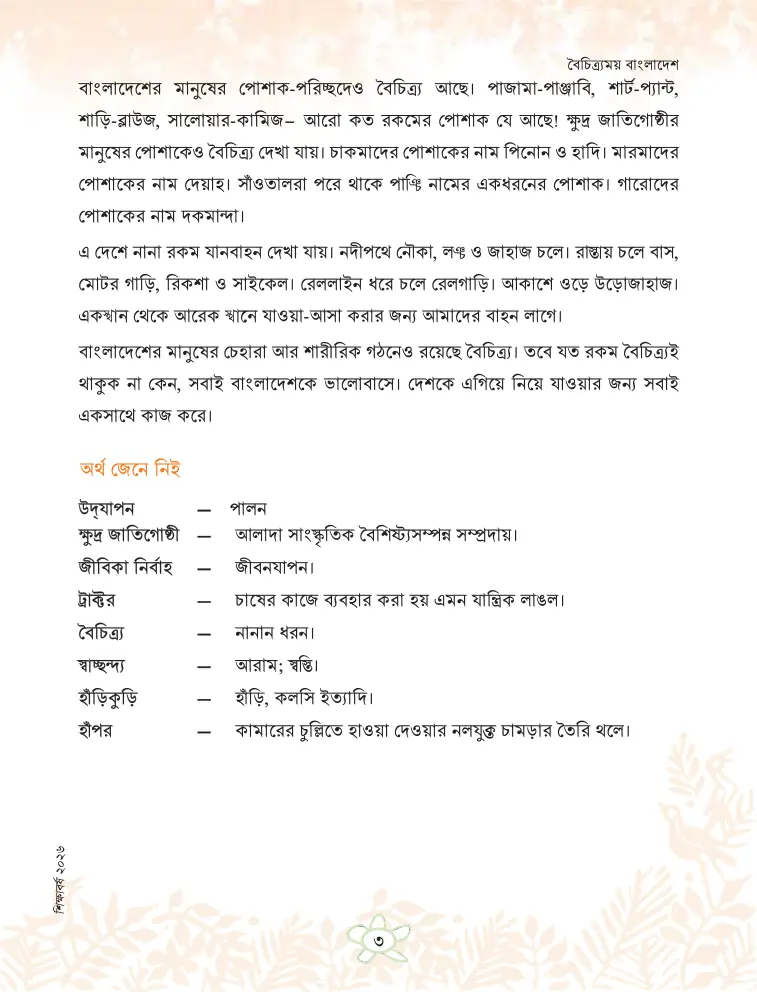 বৈচিত্র্যময় বাংলাদেশ
বাংলাদেশের মানুষের পোশাক-পরিচ্ছদেও বৈচিত্র্য আছে। পাজামা-পাঞ্জাবি, শার্ট-প্যান্ট,
শাড়ি-ব্লাউজ, সালোয়ার-কামিজ– আরো কত রকমের পোশাক যে আছে! ক্ষুদ্র জাতিগোষ্ঠীর
মানুষের পোশাকেও বৈচিত্র্য দেখা যায়। চাকমাদের পোশাকের নাম পিনোন ও হাদি। মারমাদের
পোশাকের নাম দেয়াহ। সাঁওতালরা পরে থাকে পাঞ্চি নামের একধরনের পোশাক। গারোদের
পোশাকের নাম দকমান্দা।
এ দেশে নানা রকম যানবাহন দেখা যায়। নদীপথে নৌকা, লঞ্চ ও জাহাজ চলে। রাস্তায় চলে বাস,
মোটর গাড়ি, রিকশা ও সাইকেল। রেললাইন ধরে চলে রেলগাড়ি। আকাশে ওড়ে উড়োজাহাজ।
একস্থান থেকে আরেক স্থানে যাওয়া-আসা করার জন্য আমাদের বাহন লাগে।
বাংলাদেশের মানুষের চেহারা আর শারীরিক গঠনেও রয়েছে বৈচিত্র্য। তবে যত রকম বৈচিত্র্যই
থাকুক না কেন, সবাই বাংলাদেশকে ভালোবাসে। দেশকে এগিয়ে নিয়ে যাওয়ার জন্য সবাই
একসাথে কাজ করে।
অর্থ জেনে নিই
উদ্‌যাপন — পালন
ক্ষুদ্র জাতিগোষ্ঠী — আলাদা সাংস্কৃতিক বৈশিষ্ট্যসম্পন্ন সম্প্রদায়।
জীবিকা নির্বাহ — জীবনযাপন।
ট্রাক্টর — চাষের কাজে ব্যবহার করা হয় এমন যান্ত্রিক লাঙল।
বৈচিত্র্য — নানান ধরন।
স্বাচ্ছন্দ্য — আরাম; স্বস্তি।
হাঁড়িকুড়ি — হাঁড়ি, কলসি ইত্যাদি।
হাঁপর — কামারের চুল্লিতে হাওয়া দেওয়ার নলযুক্ত চামড়ার তৈরি থলে।
শিক্ষাবর্ষ ২০২৬
৩